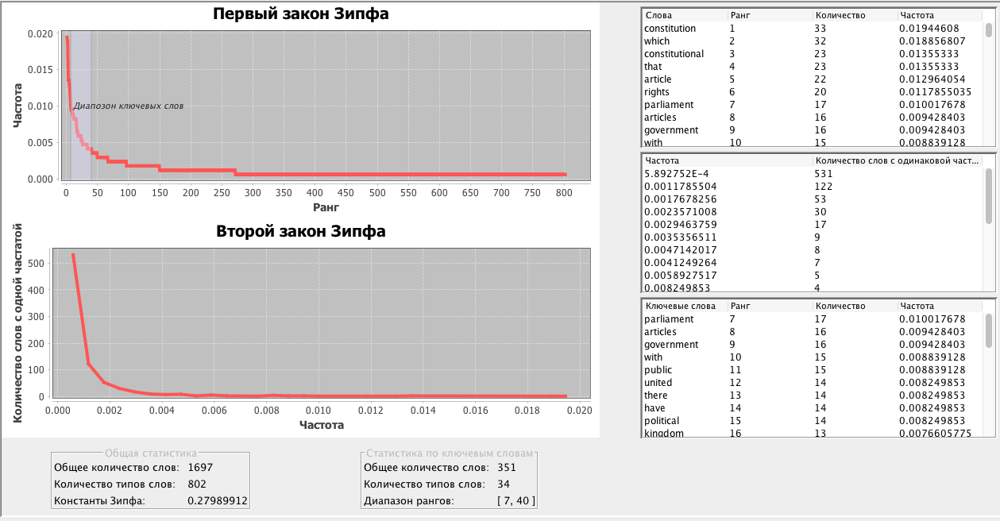 Первый закон Зипфа
Частота
0.020
0.015
0.010
0.005
0.000
Диапозон ключевых слов
0 50 100 150 200 250 300 350 400 450 500 550 600 650 700 750 800
Ранг
Второй закон Зипфа
Количество слов с одной частатой
500
400
300
200
100
0
0.000 0.002 0.004 0.006 0.008 0.010 0.012 0.014 0.016 0.018 0.020
Частота
Слова Ранг Количество Частота
constitution 1 33 0.01944608
which 2 32 0.018856807
constitutional 3 23 0.01355333
that 4 23 0.01355333
article 5 22 0.012964054
rights 6 20 0.0117855035
parliament 7 17 0.010017678
articles 8 16 0.009428403
government 9 16 0.009428403
with 10 15 0.008839128
Частота Количество слов с одинаковой част...
5.892752E-4 531
0.0011785504 122
0.0017678256 53
0.0023571008 30
0.0029463759 17
0.0035356511 9
0.0047142017 8
0.0041249264 7
0.0058927517 5
0.008249853 4
Ключевые слова Ранг Количество Частота
parliament 7 17 0.010017678
articles 8 16 0.009428403
government 9 16 0.009428403
with 10 15 0.008839128
public 11 15 0.008839128
united 12 14 0.008249853
there 13 14 0.008249853
have 14 14 0.008249853
political 15 14 0.008249853
kingdom 16 13 0.0076605775
Общая статистика
Общее количество слов: 1697
Количество типов слов: 802
Константы Зипфа: 0.27989912
Статистика по ключевым словам
Общее количество слов: 351
Количество типов слов: 34
Диапазон рангов: [ 7, 40 ]